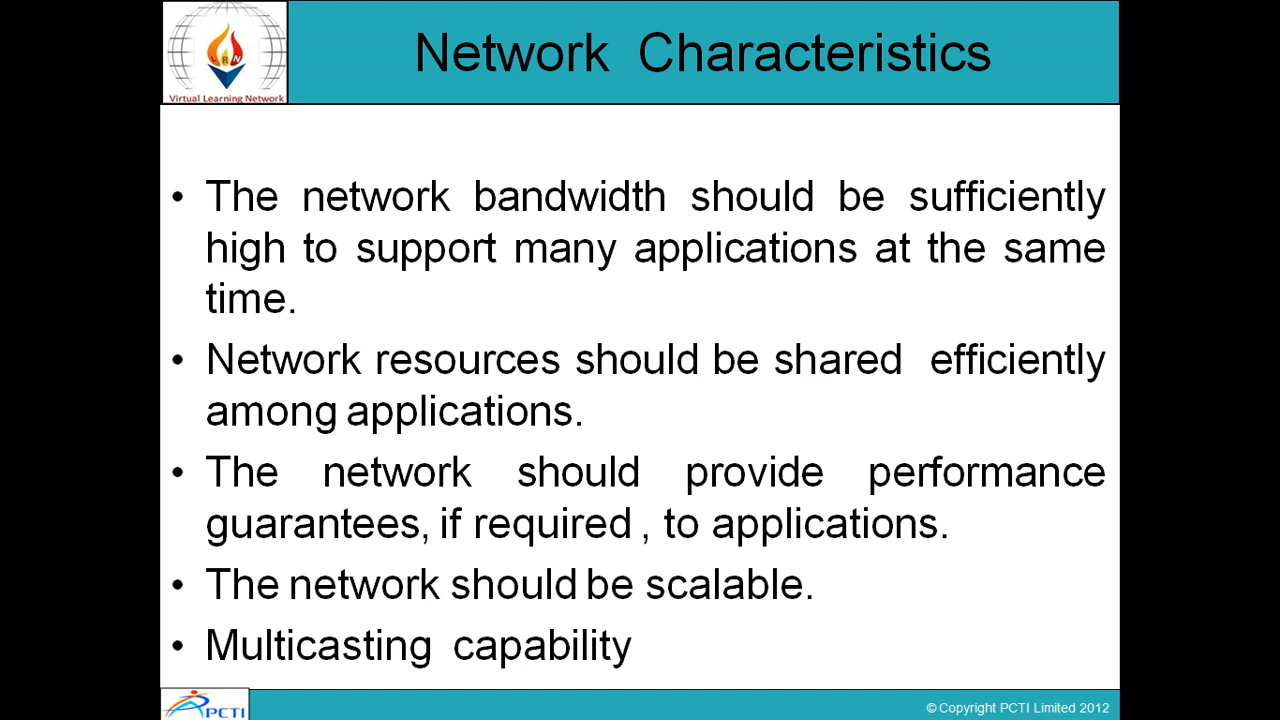 Network Characteristics
Virtual Learning Network
• The network bandwidth should be sufficiently
high to support many applications at the same
time.
• Network resources should be shared efficiently
among applications.
• The network should provide performance
guarantees, if required , to applications.
• The network should be scalable.
• Multicasting capability
PCTI
© Copyright PCTI Limited 2012